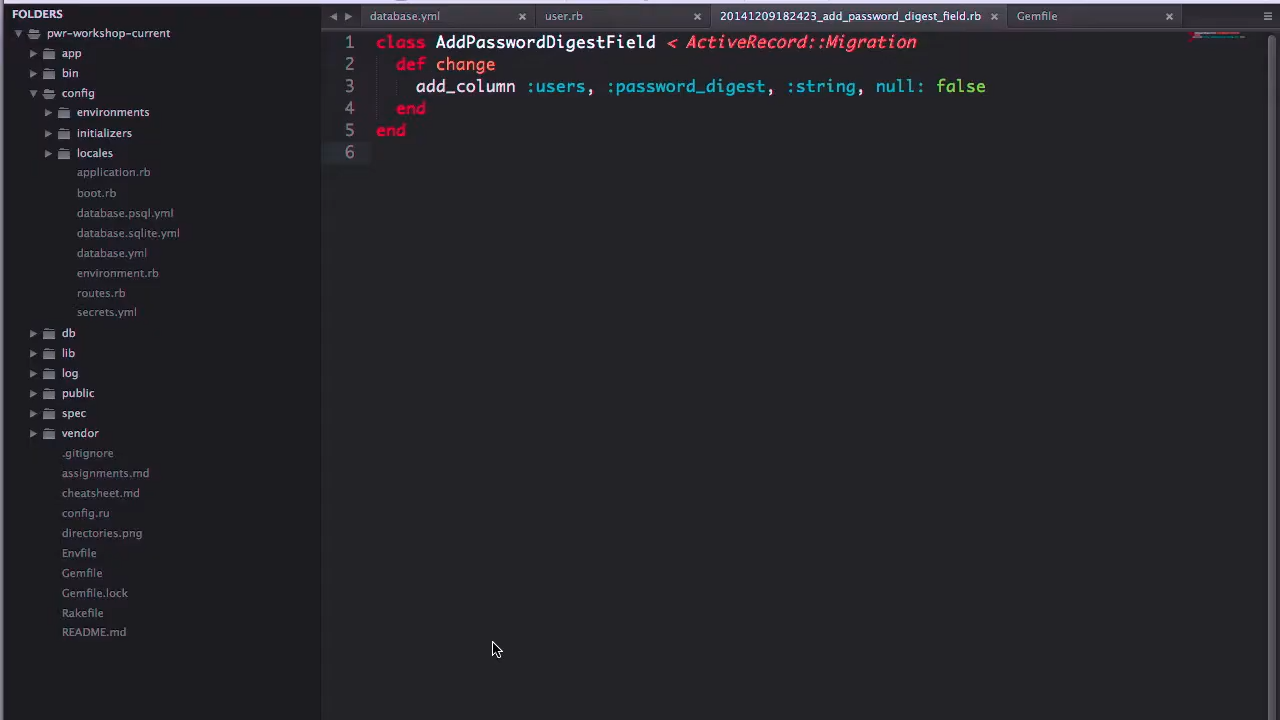 FOLDERS
pwr-workshop-current
app
bin
config
environments
initializers
locales
application.rb
boot.rb
database.psql.yml
database.sqlite.yml
database.yml
environment.rb
routes.rb
secrets.yml
db
lib
log
public
spec
vendor
.gitignore
assignments.md
cheatsheet.md
config.ru
directories.png
Envfile
Gemfile
Gemfile.lock
Rakefile
README.md
database.yml
user.rb
20141209182423_add_password_digest_field.rb
Gemfile
1 class AddPasswordDigestField < ActiveRecord::Migration
2 def change
3 add_column :users, :password_digest, :string, null: false
4 end
5 end
6